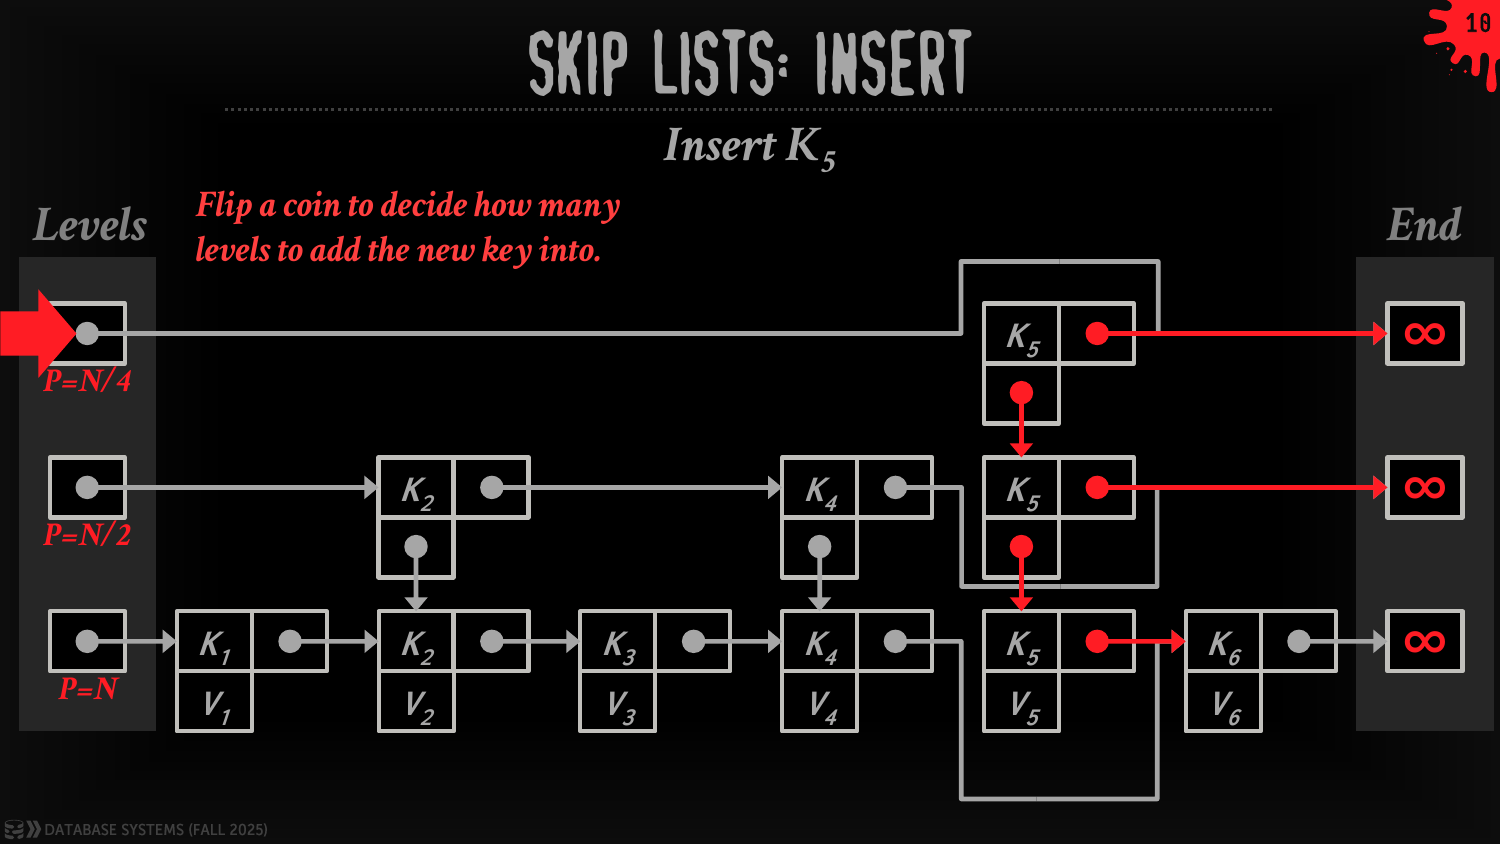 10
SKIP LISTS: INSERT
Insert K5
Flip a coin to decide how many
levels to add the new key into.
Levels
End
K5
∞
P=N/4
K2
K4
K5
∞
P=N/2
K1
K2
K3
K4
K5
K6
∞
P=N
V1
V2
V3
V4
V5
V6
DATABASE SYSTEMS (FALL 2025)